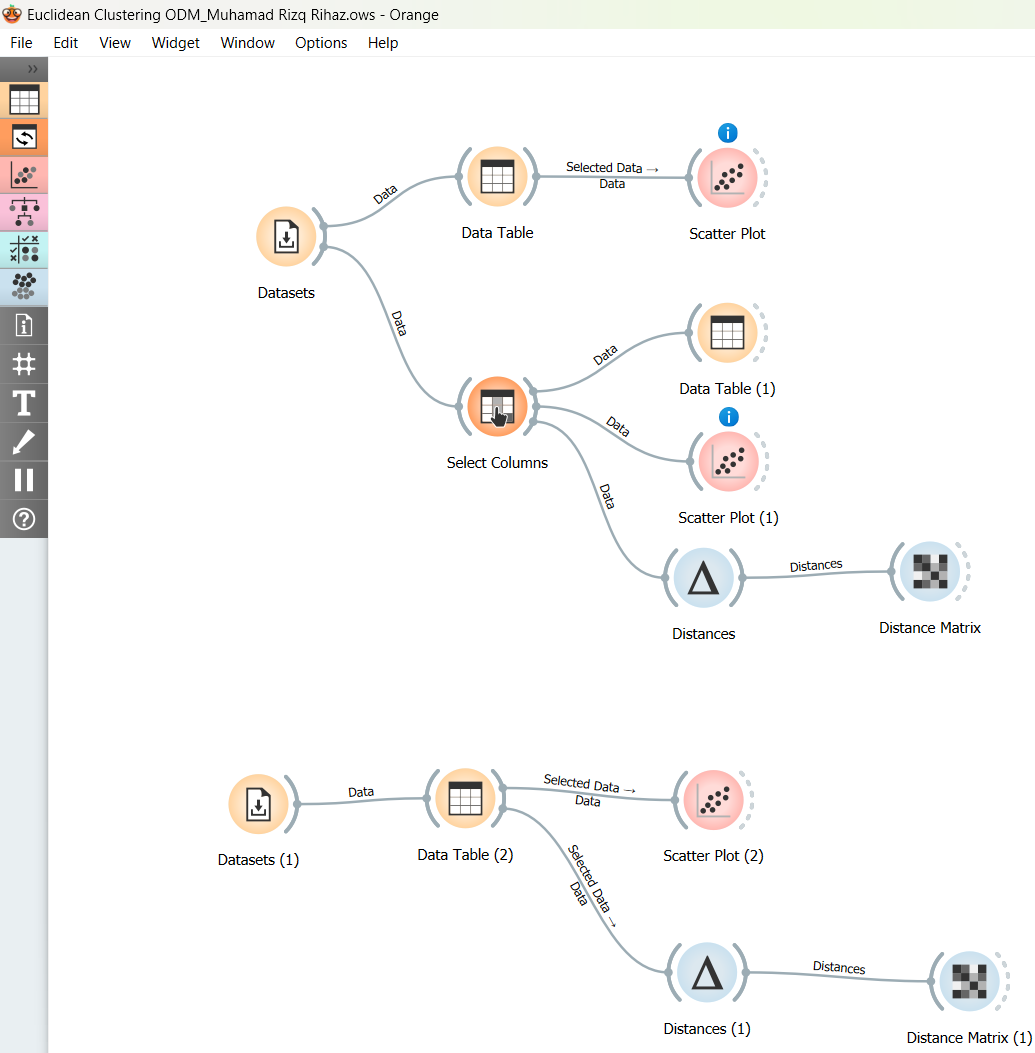 Euclidean Clustering ODM_Muhamad Rizq Rihaz.ows - Orange
File Edit View Widget Window Options Help
Data
Selected Data →
Data
Data Table
Scatter Plot
Datasets
Data
Data
Data Table (1)
Data
Select Columns
Data
Scatter Plot (1)
Distances
Distances
Distance Matrix
Data
Selected Data →
Data
Datasets (1)
Data Table (2)
Scatter Plot (2)
Selected Data →
Data
Distances
Distances (1)
Distance Matrix (1)